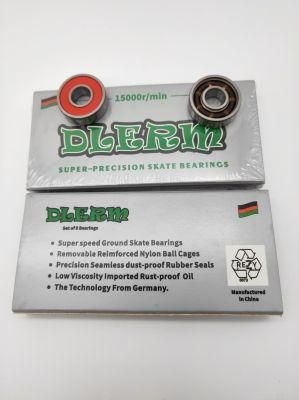 15000r/min
DLERM
SUPER-PRECISION SKATE BEARINGS
DLERM
Set of 8 Bearings
Super speed Ground Skate Bearings
Removable Reimforced Nylon Ball Cages
Precision Seamless dust-proof Rubber Seals
Low Viscosity Imported Rust-proof Oil
The Technology From Germany.
REZY
Manufactured
in China